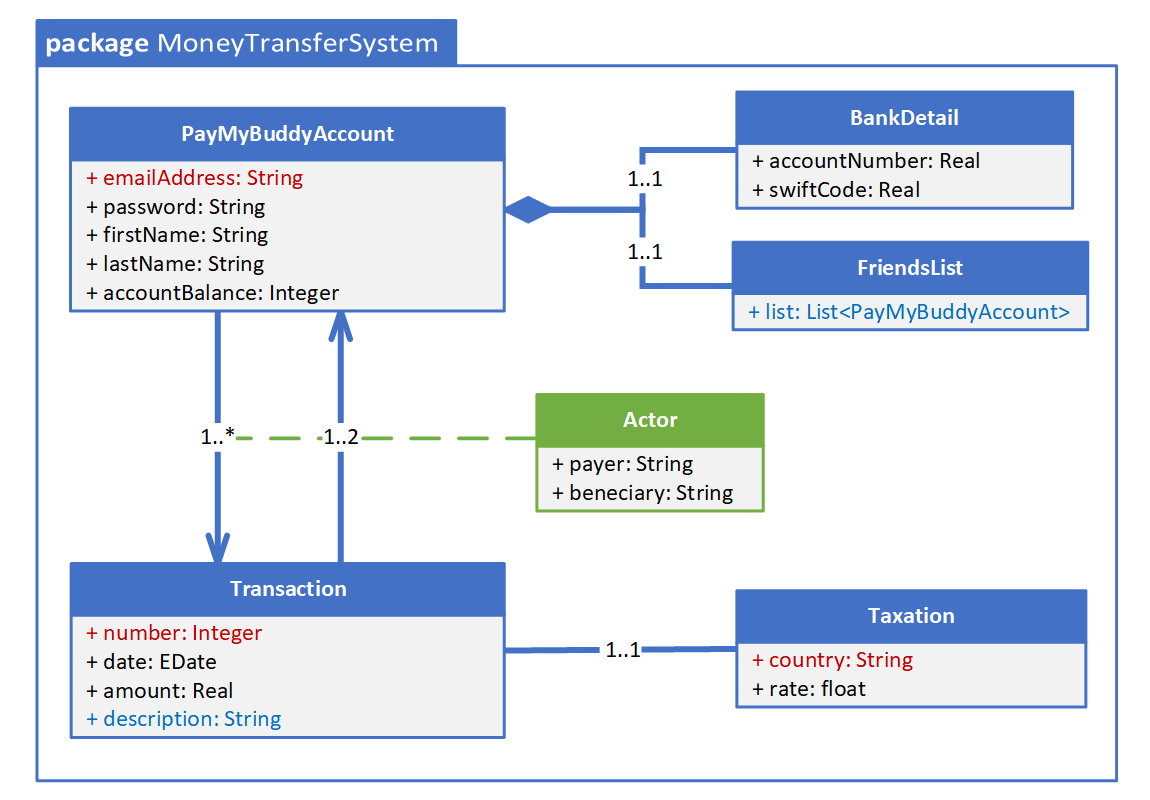 package MoneyTransferSystem
PayMyBuddyAccount
+ emailAddress: String
+ password: String
+ firstName: String
+ lastName: String
+ accountBalance: Integer
1..1
1..1
BankDetail
+ accountNumber: Real
+ swiftCode: Real
FriendsList
+ list: List<PayMyBuddyAccount>
1..*
1..2
Actor
+ payer: String
+ beneciary: String
Transaction
+ number: Integer
+ date: EDate
+ amount: Real
+ description: String
1..1
Taxation
+ country: String
+ rate: float